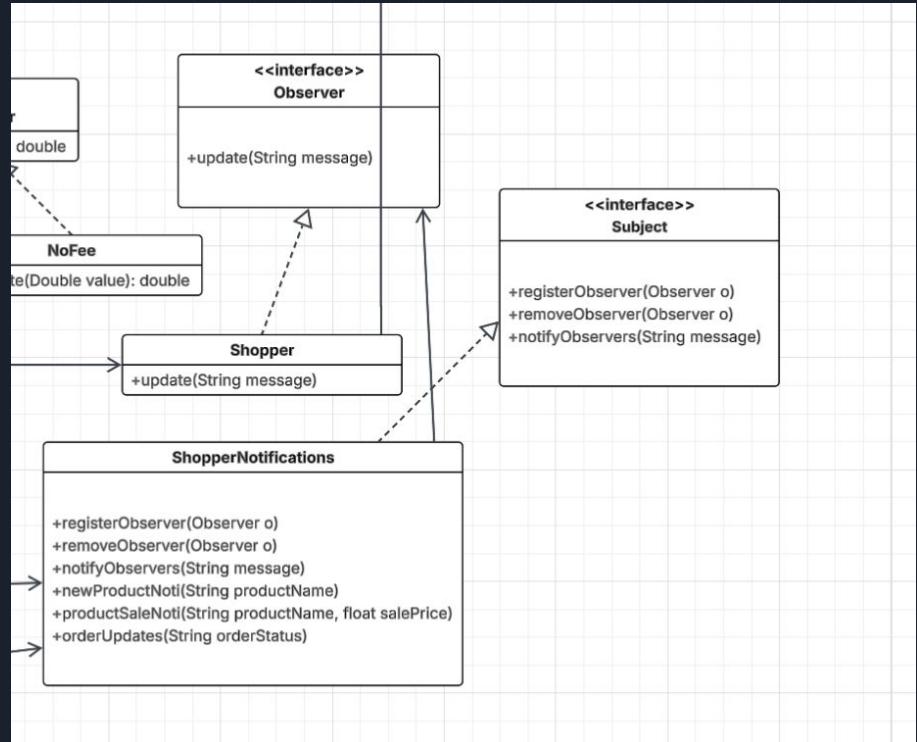 <<interface>>
Observer
+update(String message)
double
NoFee
te(Double value): double
<<interface>>
Subject
+registerObserver(Observer o)
+removeObserver(Observer o)
+notifyObservers(String message)
Shopper
+update(String message)
ShopperNotifications
+registerObserver(Observer o)
+removeObserver(Observer o)
+notifyObservers(String message)
+newProductNoti(String productName)
+productSaleNoti(String productName, float salePrice)
+orderUpdates(String orderStatus)